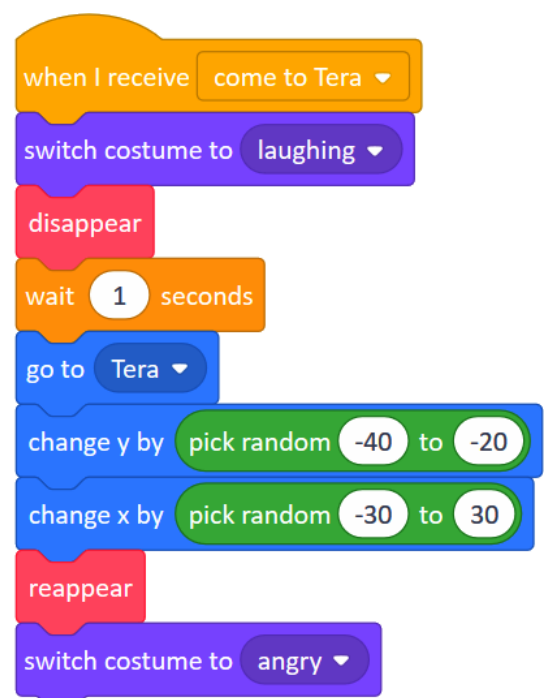 when I receive come to Tera
switch costume to laughing
disappear
wait 1 seconds
go to Tera
change y by pick random -40 to -20
change x by pick random -30 to 30
reappear
switch costume to angry